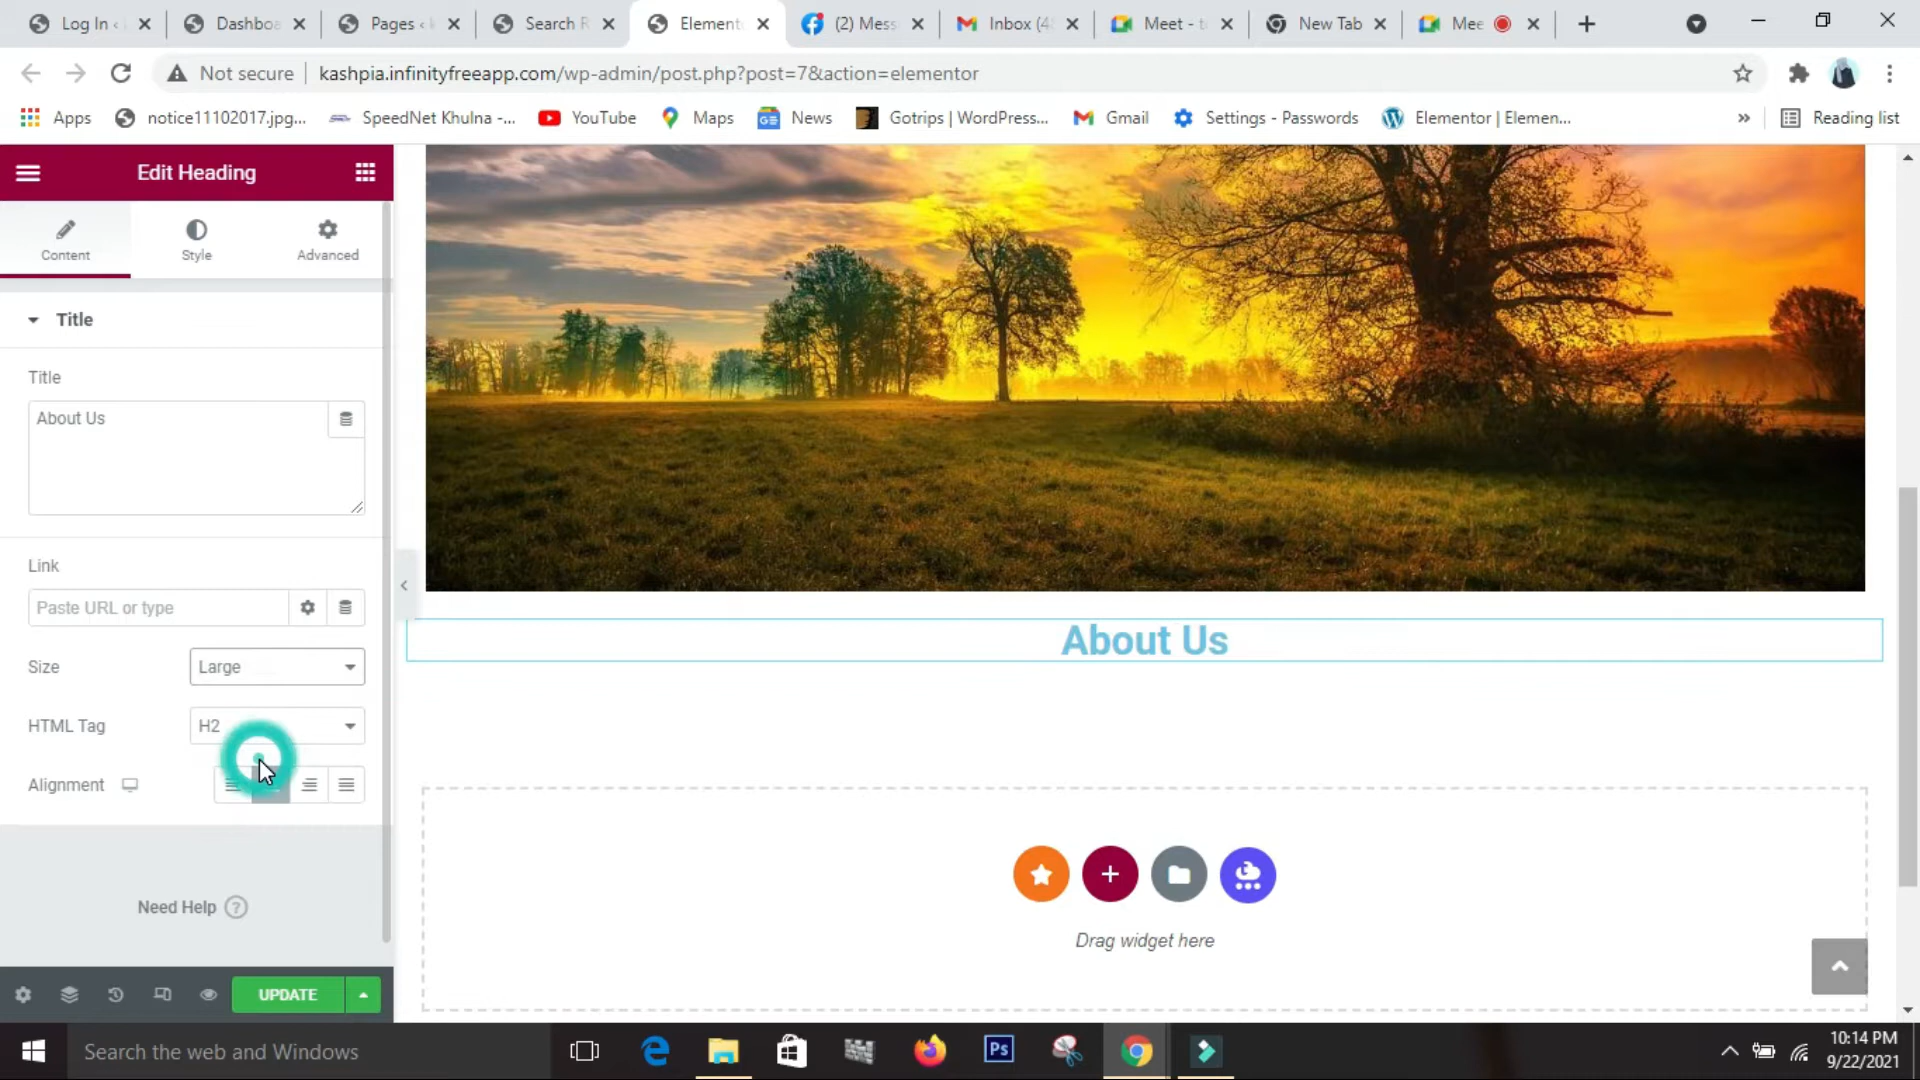 Log In ‹
Dashboa
Pages ‹
Search R
Element
(2) Mess
Inbox (4
Meet - t
New Tab
Mee
Not secure
kashpia.infinityfreeapp.com/wp-admin/post.php?post=7&action=elementor
Apps
notice11102017.jpg...
SpeedNet Khulna -...
YouTube
Maps
News
Gotrips | WordPress...
Gmail
Settings - Passwords
Elementor | Elemen...
»
Reading list
Edit Heading
Content
Style
Advanced
Title
Title
About Us
Link
Paste URL or type
Size
Large
HTML Tag
H2
Alignment
Need Help ?
UPDATE
About Us
Drag widget here
Search the web and Windows
Ps
10:14 PM
9/22/2021